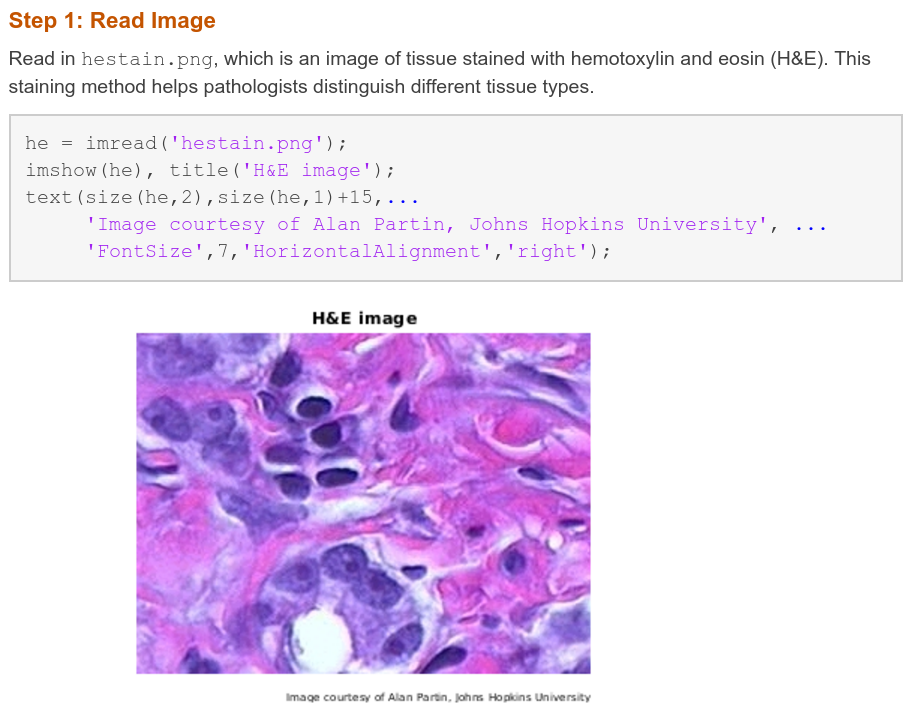 Step 1: Read Image
Read in hestain.png, which is an image of tissue stained with hemotoxylin and eosin (H&E). This
staining method helps pathologists distinguish different tissue types.
he = imread('hestain.png');
imshow(he), title('H&E image');
text(size(he,2),size(he,1)+15,...
     'Image courtesy of Alan Partin, Johns Hopkins University', ...
     'FontSize',7,'HorizontalAlignment','right');
H&E image
Image courtesy of Alan Partin, Johns Hopkins University